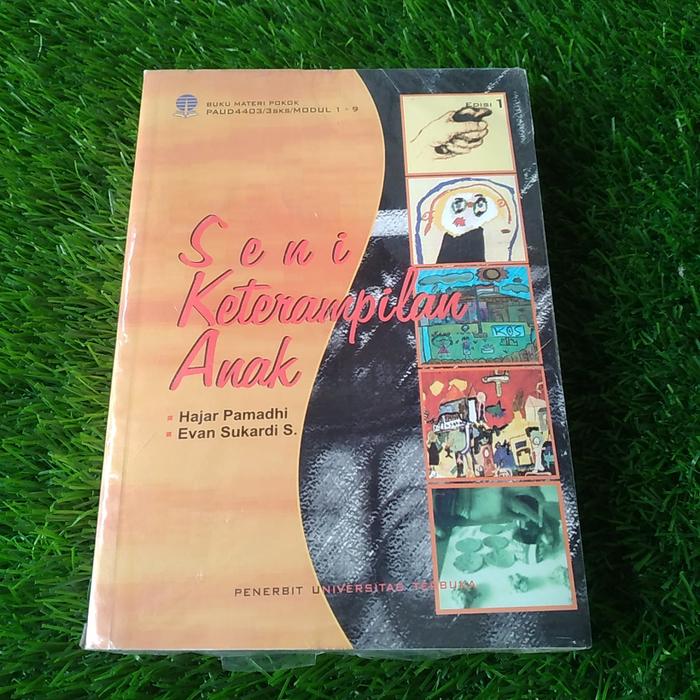 BUKU MATERI POKOK
PAUD4403/3SKS/MODUL 1 - 9
EDISI 1
Seni
Keterampilan
Anak
Hajar Pamadhi
Evan Sukardi S.
KOS
PENERBIT UNIVERSITAS TERBUKA